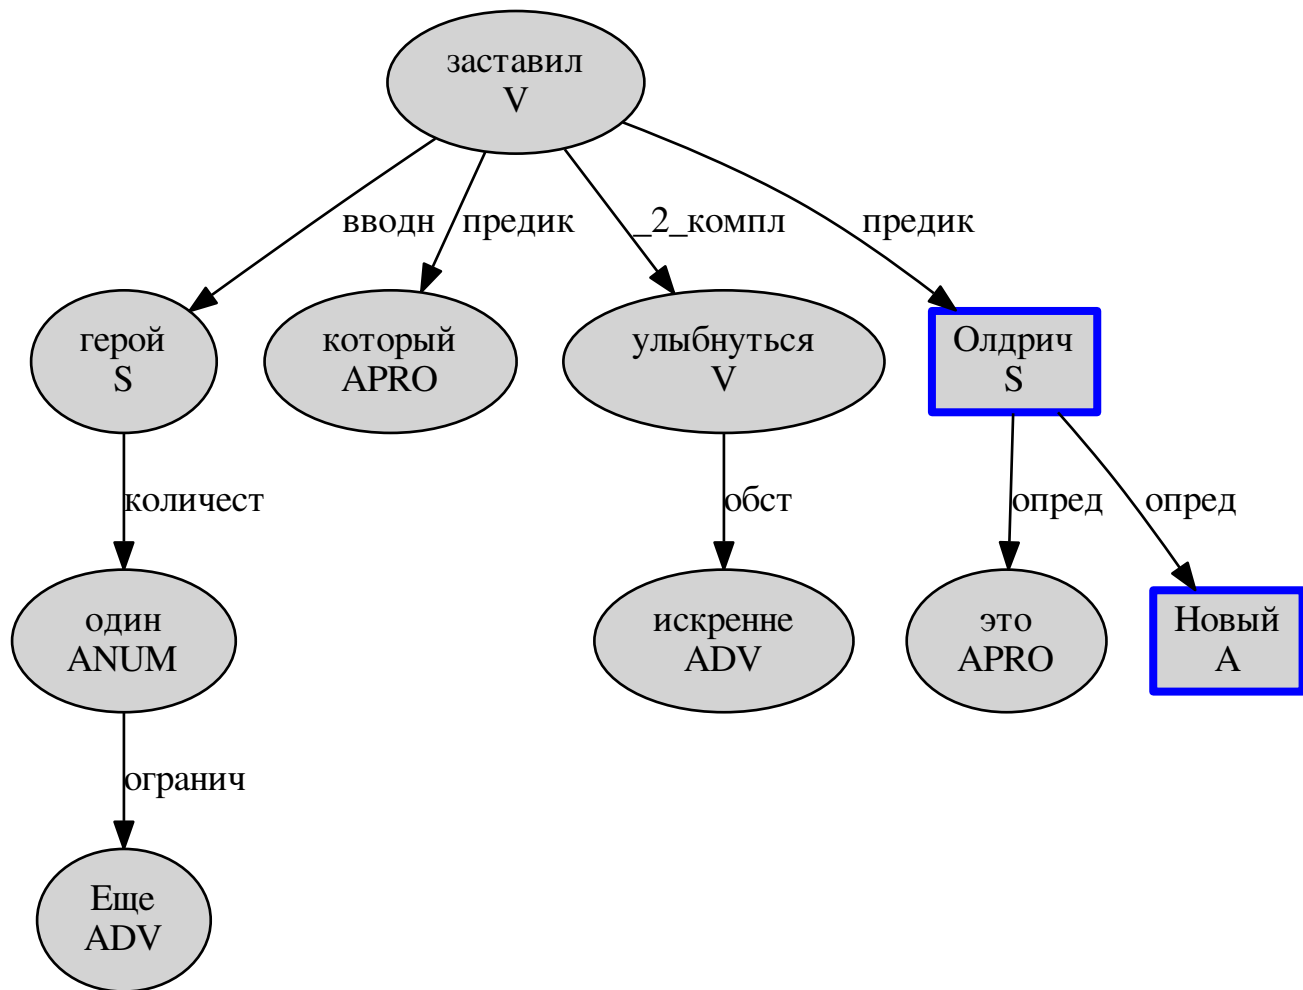 заставил
V
вводн
предик
_2_компл
предик
герой
S
который
APRO
улыбнуться
V
Олдрич
S
количест
обст
опред
опред
один
ANUM
искренне
ADV
это
APRO
Новый
A
огранич
Еще
ADV